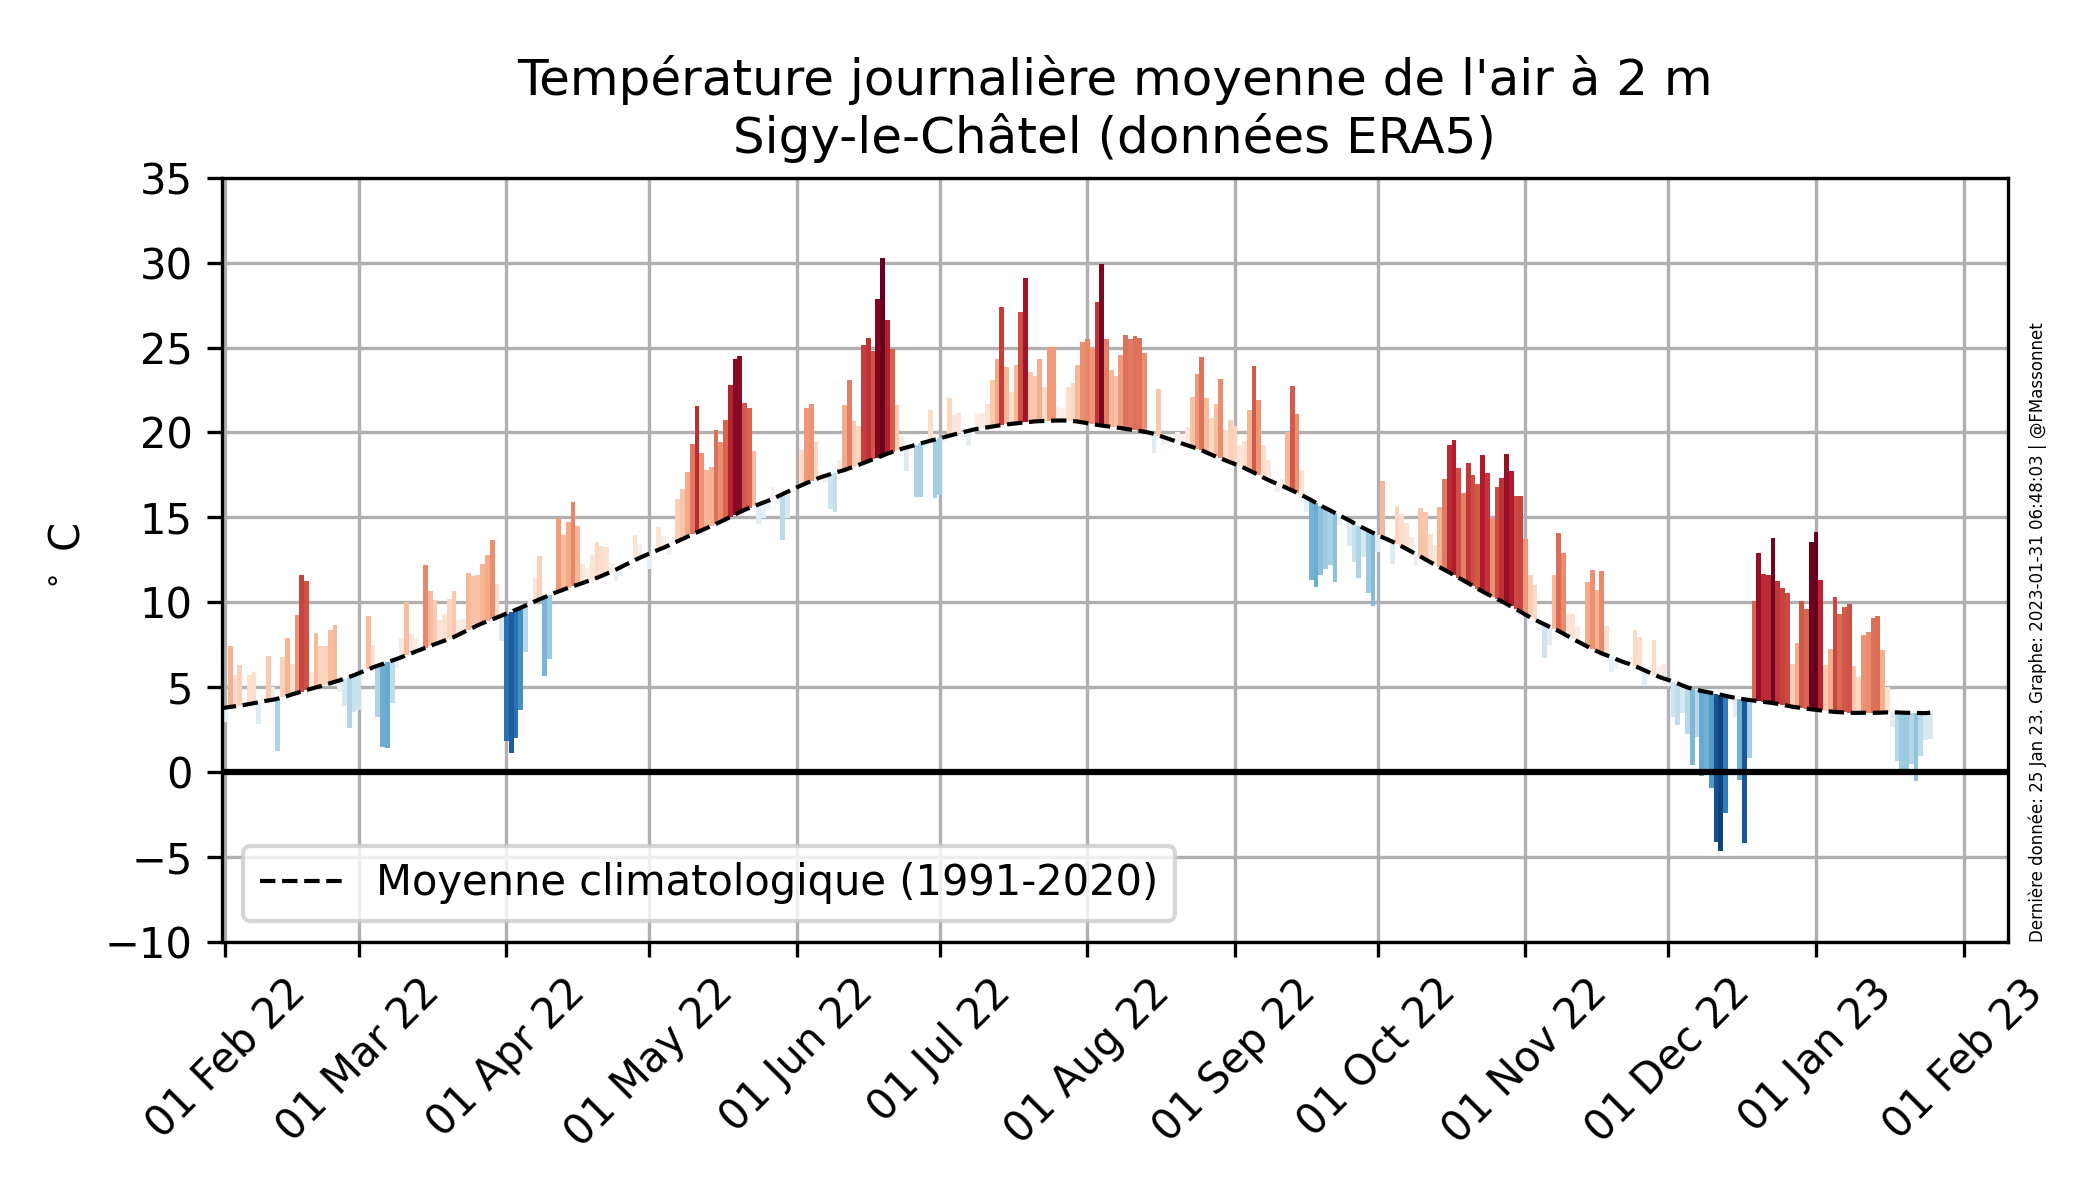 Température journalière moyenne de l'air à 2 m
Sigy-le-Châtel (données ERA5)
35
30
25
20
15
10
5
0
−5
−10
° C
Moyenne climatologique (1991-2020)
01 Feb 22
01 Mar 22
01 Apr 22
01 May 22
01 Jun 22
01 Jul 22
01 Aug 22
01 Sep 22
01 Oct 22
01 Nov 22
01 Dec 22
01 Jan 23
01 Feb 23
Dernière donnée: 25 Jan 23. Graphe: 2023-01-31 06:48:03 | @FMassonnet